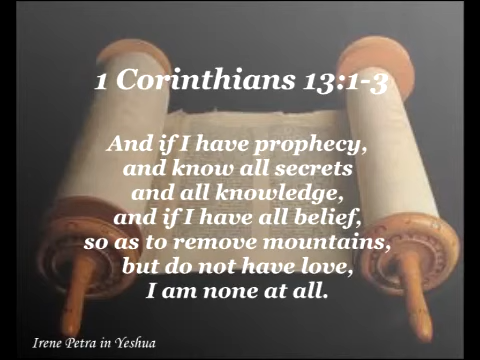 1 Corinthians 13:1-3
And if I have prophecy,
and know all secrets
and all knowledge,
and if I have all belief,
so as to remove mountains,
but do not have love,
I am none at all.
Irene Petra in Yeshua